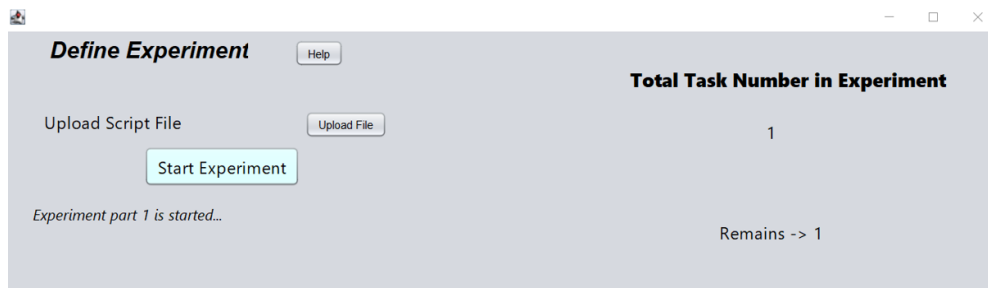 Define Experiment
Help
Total Task Number in Experiment
Upload Script File
Upload File
1
Start Experiment
Experiment part 1 is started...
Remains -> 1